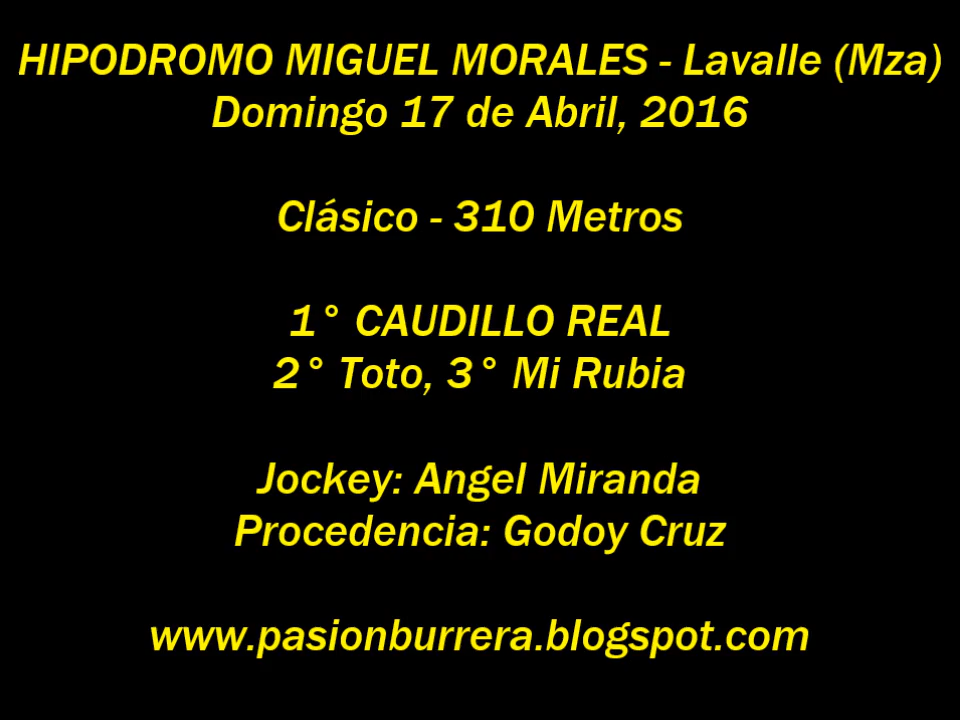 HIPODROMO MIGUEL MORALES - Lavalle (Mza)
Domingo 17 de Abril, 2016
Clásico - 310 Metros
1° CAUDILLO REAL
2° Toto, 3° Mi Rubia
Jockey: Angel Miranda
Procedencia: Godoy Cruz
www.pasionburrera.blogspot.com